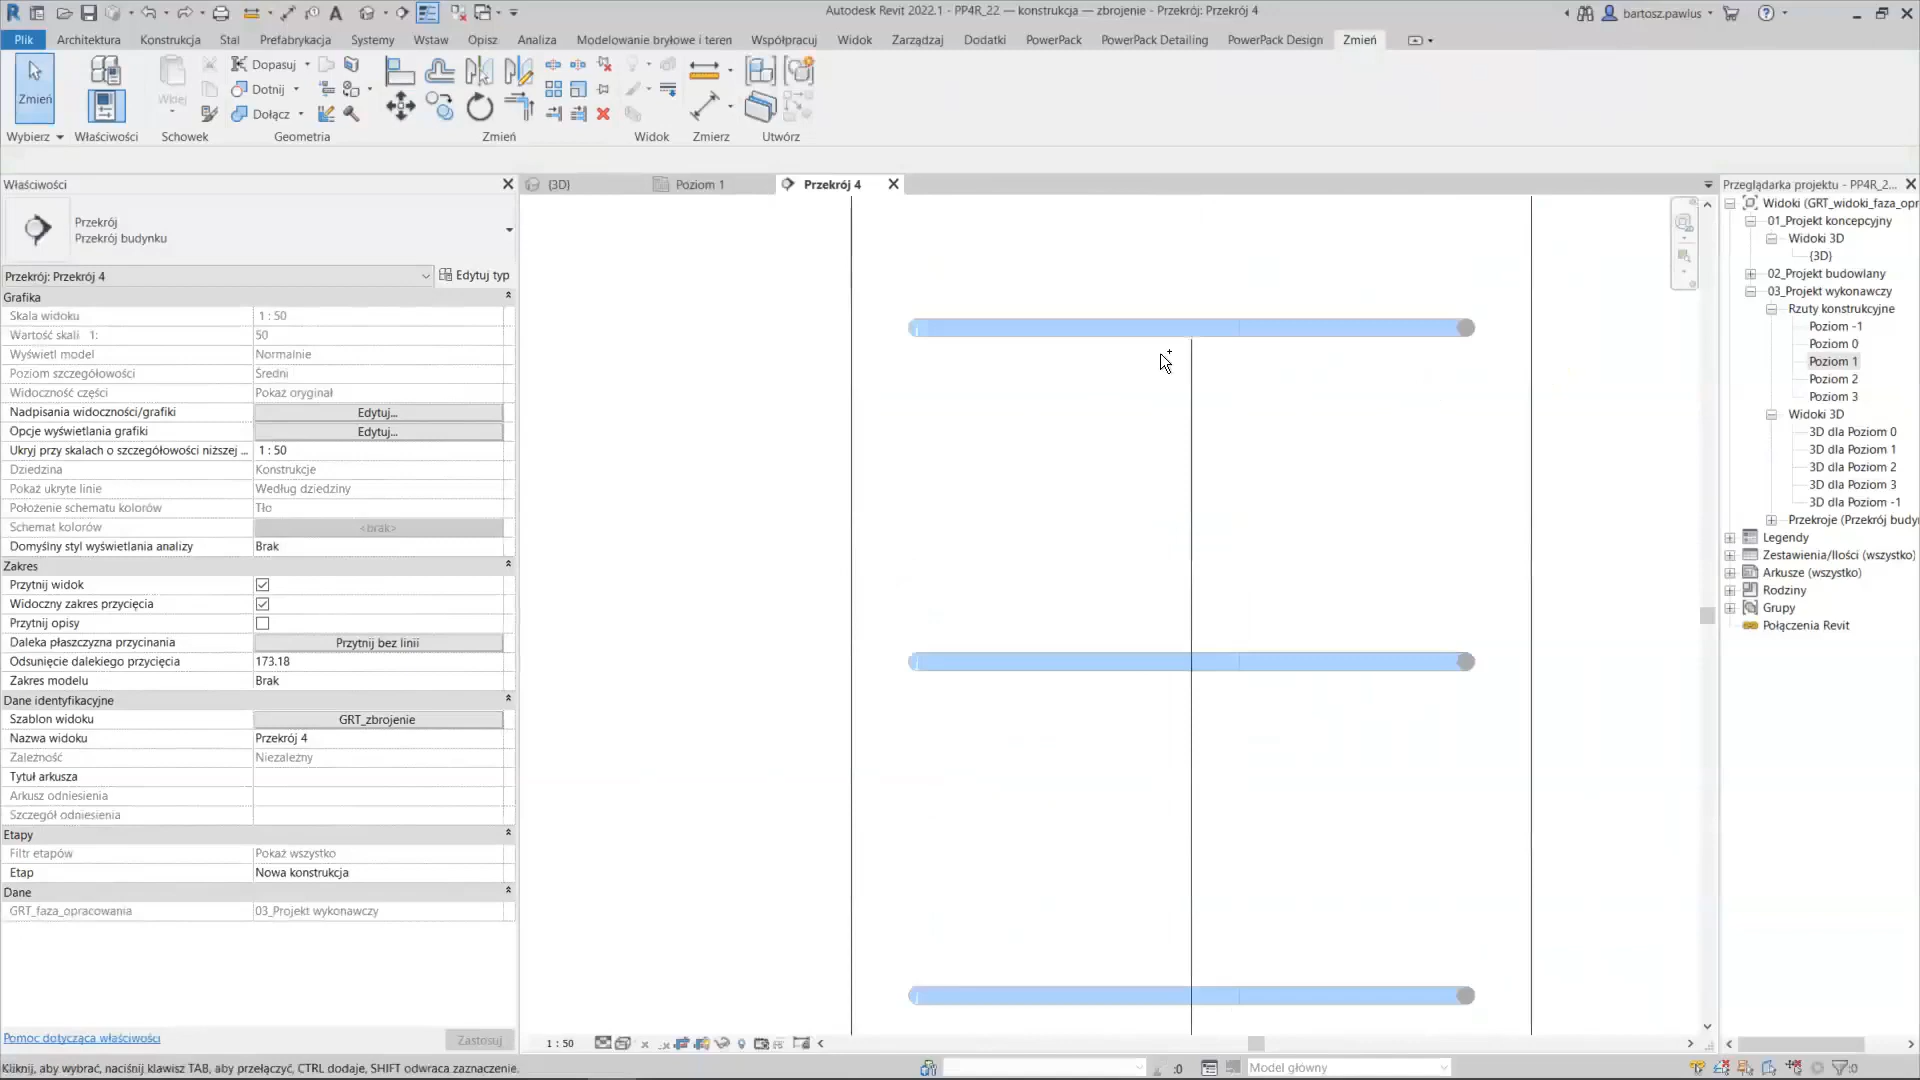 Autodesk Revit 2022.1 - PP4R_22 — konstrukcja — zbrojenie - Przekrój: Przekrój 4
bartosz.pawlus
Plik Architektura Konstrukcja Stal Prefabrykacja Systemy Wstaw Opisz Analiza Modelowanie bryłowe i teren Współpracuj Widok Zarządzaj Dodatki PowerPack PowerPack Detailing PowerPack Design Zmień
Zmień
Wklej
Dopasuj
Dotnij
Dołącz
Wybierz Właściwości Schowek Geometria Zmień Widok Zmierz Utwórz
Właściwości
{3D} Poziom 1 Przekrój 4
Przekrój
Przekrój budynku
Przekrój: Przekrój 4 Edytuj typ
Grafika
Skala widoku 1 : 50
Wartość skali 1: 50
Wyświetl model Normalnie
Poziom szczegółowości Średni
Widoczność części Pokaż oryginał
Nadpisania widoczności/grafiki Edytuj...
Opcje wyświetlania grafiki Edytuj...
Ukryj przy skalach o szczegółowości niższej ... 1 : 50
Dziedzina Konstrukcje
Pokaż ukryte linie Według dziedziny
Położenie schematu kolorów Tło
Schemat kolorów <brak>
Domyślny styl wyświetlania analizy Brak
Zakres
Przytnij widok
Widoczny zakres przycięcia
Przytnij opisy
Daleka płaszczyzna przycinania Przytnij bez linii
Odsunięcie dalekiego przycięcia 173.18
Zakres modelu Brak
Dane identyfikacyjne
Szablon widoku GRT_zbrojenie
Nazwa widoku Przekrój 4
Zależność Niezależny
Tytuł arkusza
Arkusz odniesienia
Szczegół odniesienia
Etapy
Filtr etapów Pokaż wszystko
Etap Nowa konstrukcja
Dane
GRT_faza_opracowania 03_Projekt wykonawczy
Pomoc dotycząca właściwości Zastosuj
Przeglądarka projektu - PP4R_2...
Widoki (GRT_widoki_faza_opr
01_Projekt koncepcyjny
Widoki 3D
{3D}
02_Projekt budowlany
03_Projekt wykonawczy
Rzuty konstrukcyjne
Poziom -1
Poziom 0
Poziom 1
Poziom 2
Poziom 3
Widoki 3D
3D dla Poziom 0
3D dla Poziom 1
3D dla Poziom 2
3D dla Poziom 3
3D dla Poziom -1
Przekroje (Przekrój budy
Legendy
Zestawienia/Ilości (wszystko)
Arkusze (wszystko)
Rodziny
Grupy
Połączenia Revit
1 : 50
Kliknij, aby wybrać, naciśnij klawisz TAB, aby przełączyć, CTRL dodaje, SHIFT odwraca zaznaczenie.
:0 Model główny :0